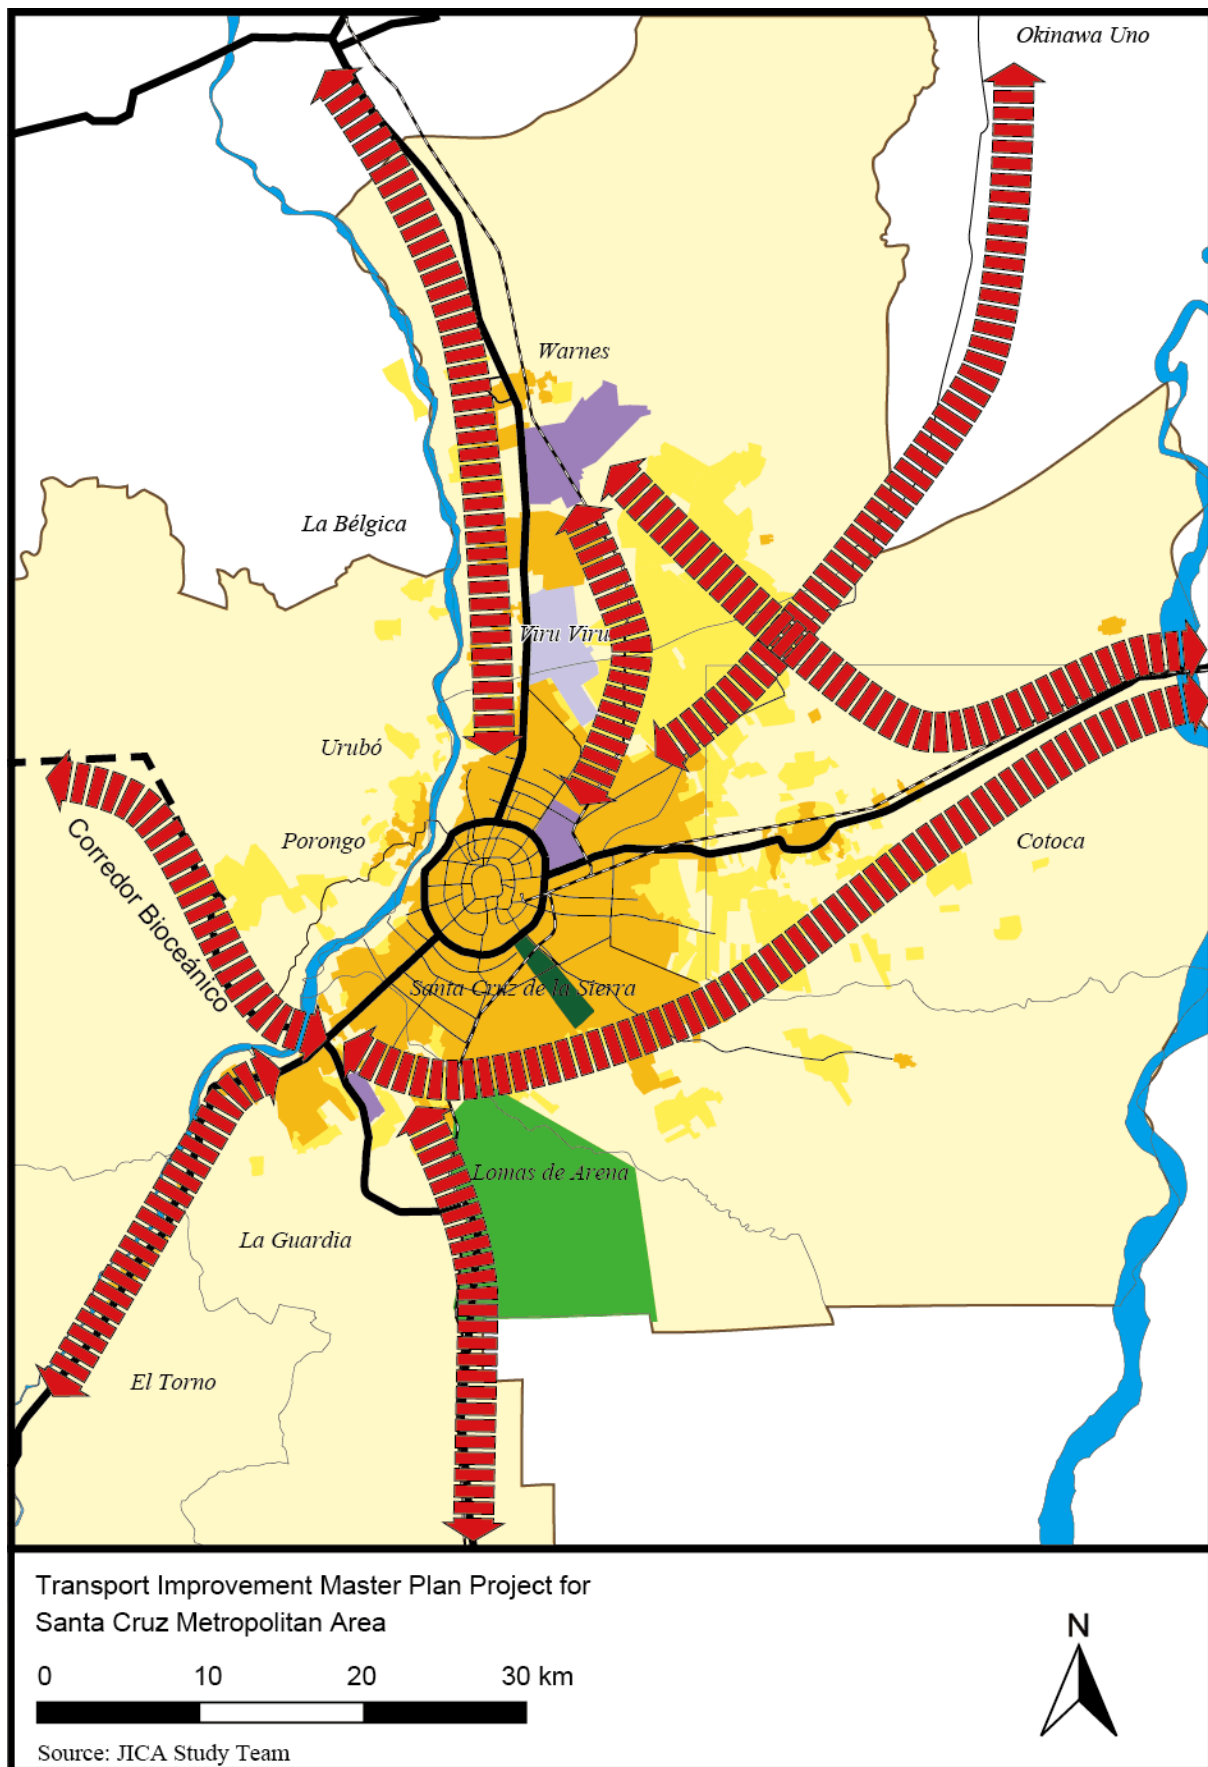 Okinawa Uno
Warnes
La Bélgica
Viru Viru
Urubó
Porongo
Cotoca
Corredor Bioceánico
Santa Cruz de la Sierra
Lomas de Arena
La Guardia
El Torno
Transport Improvement Master Plan Project for
Santa Cruz Metropolitan Area
N
0 10 20 30 km
Source: JICA Study Team